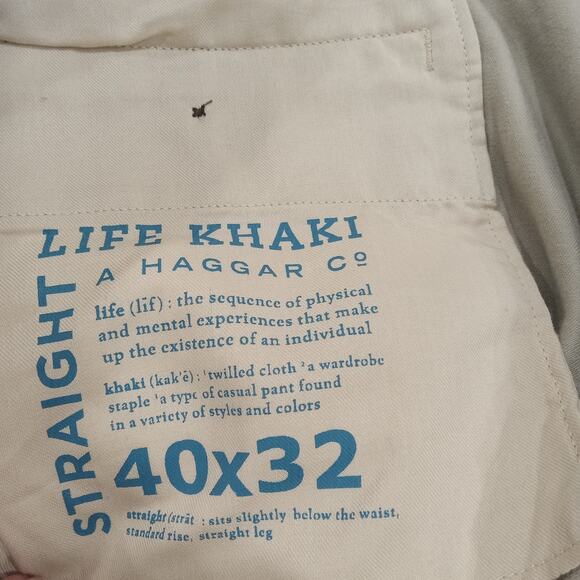 STRAIGHT
LIFE KHAKI
A HAGGAR Cº
life (līf) : the sequence of physical
and mental experiences that make
up the existence of an individual
khaki (kak'ē) : ¹twilled cloth ²a wardrobe
staple ³a type of casual pant found
in a variety of styles and colors
40x32
straight (strāt : sits slightly below the waist,
standard rise, straight leg